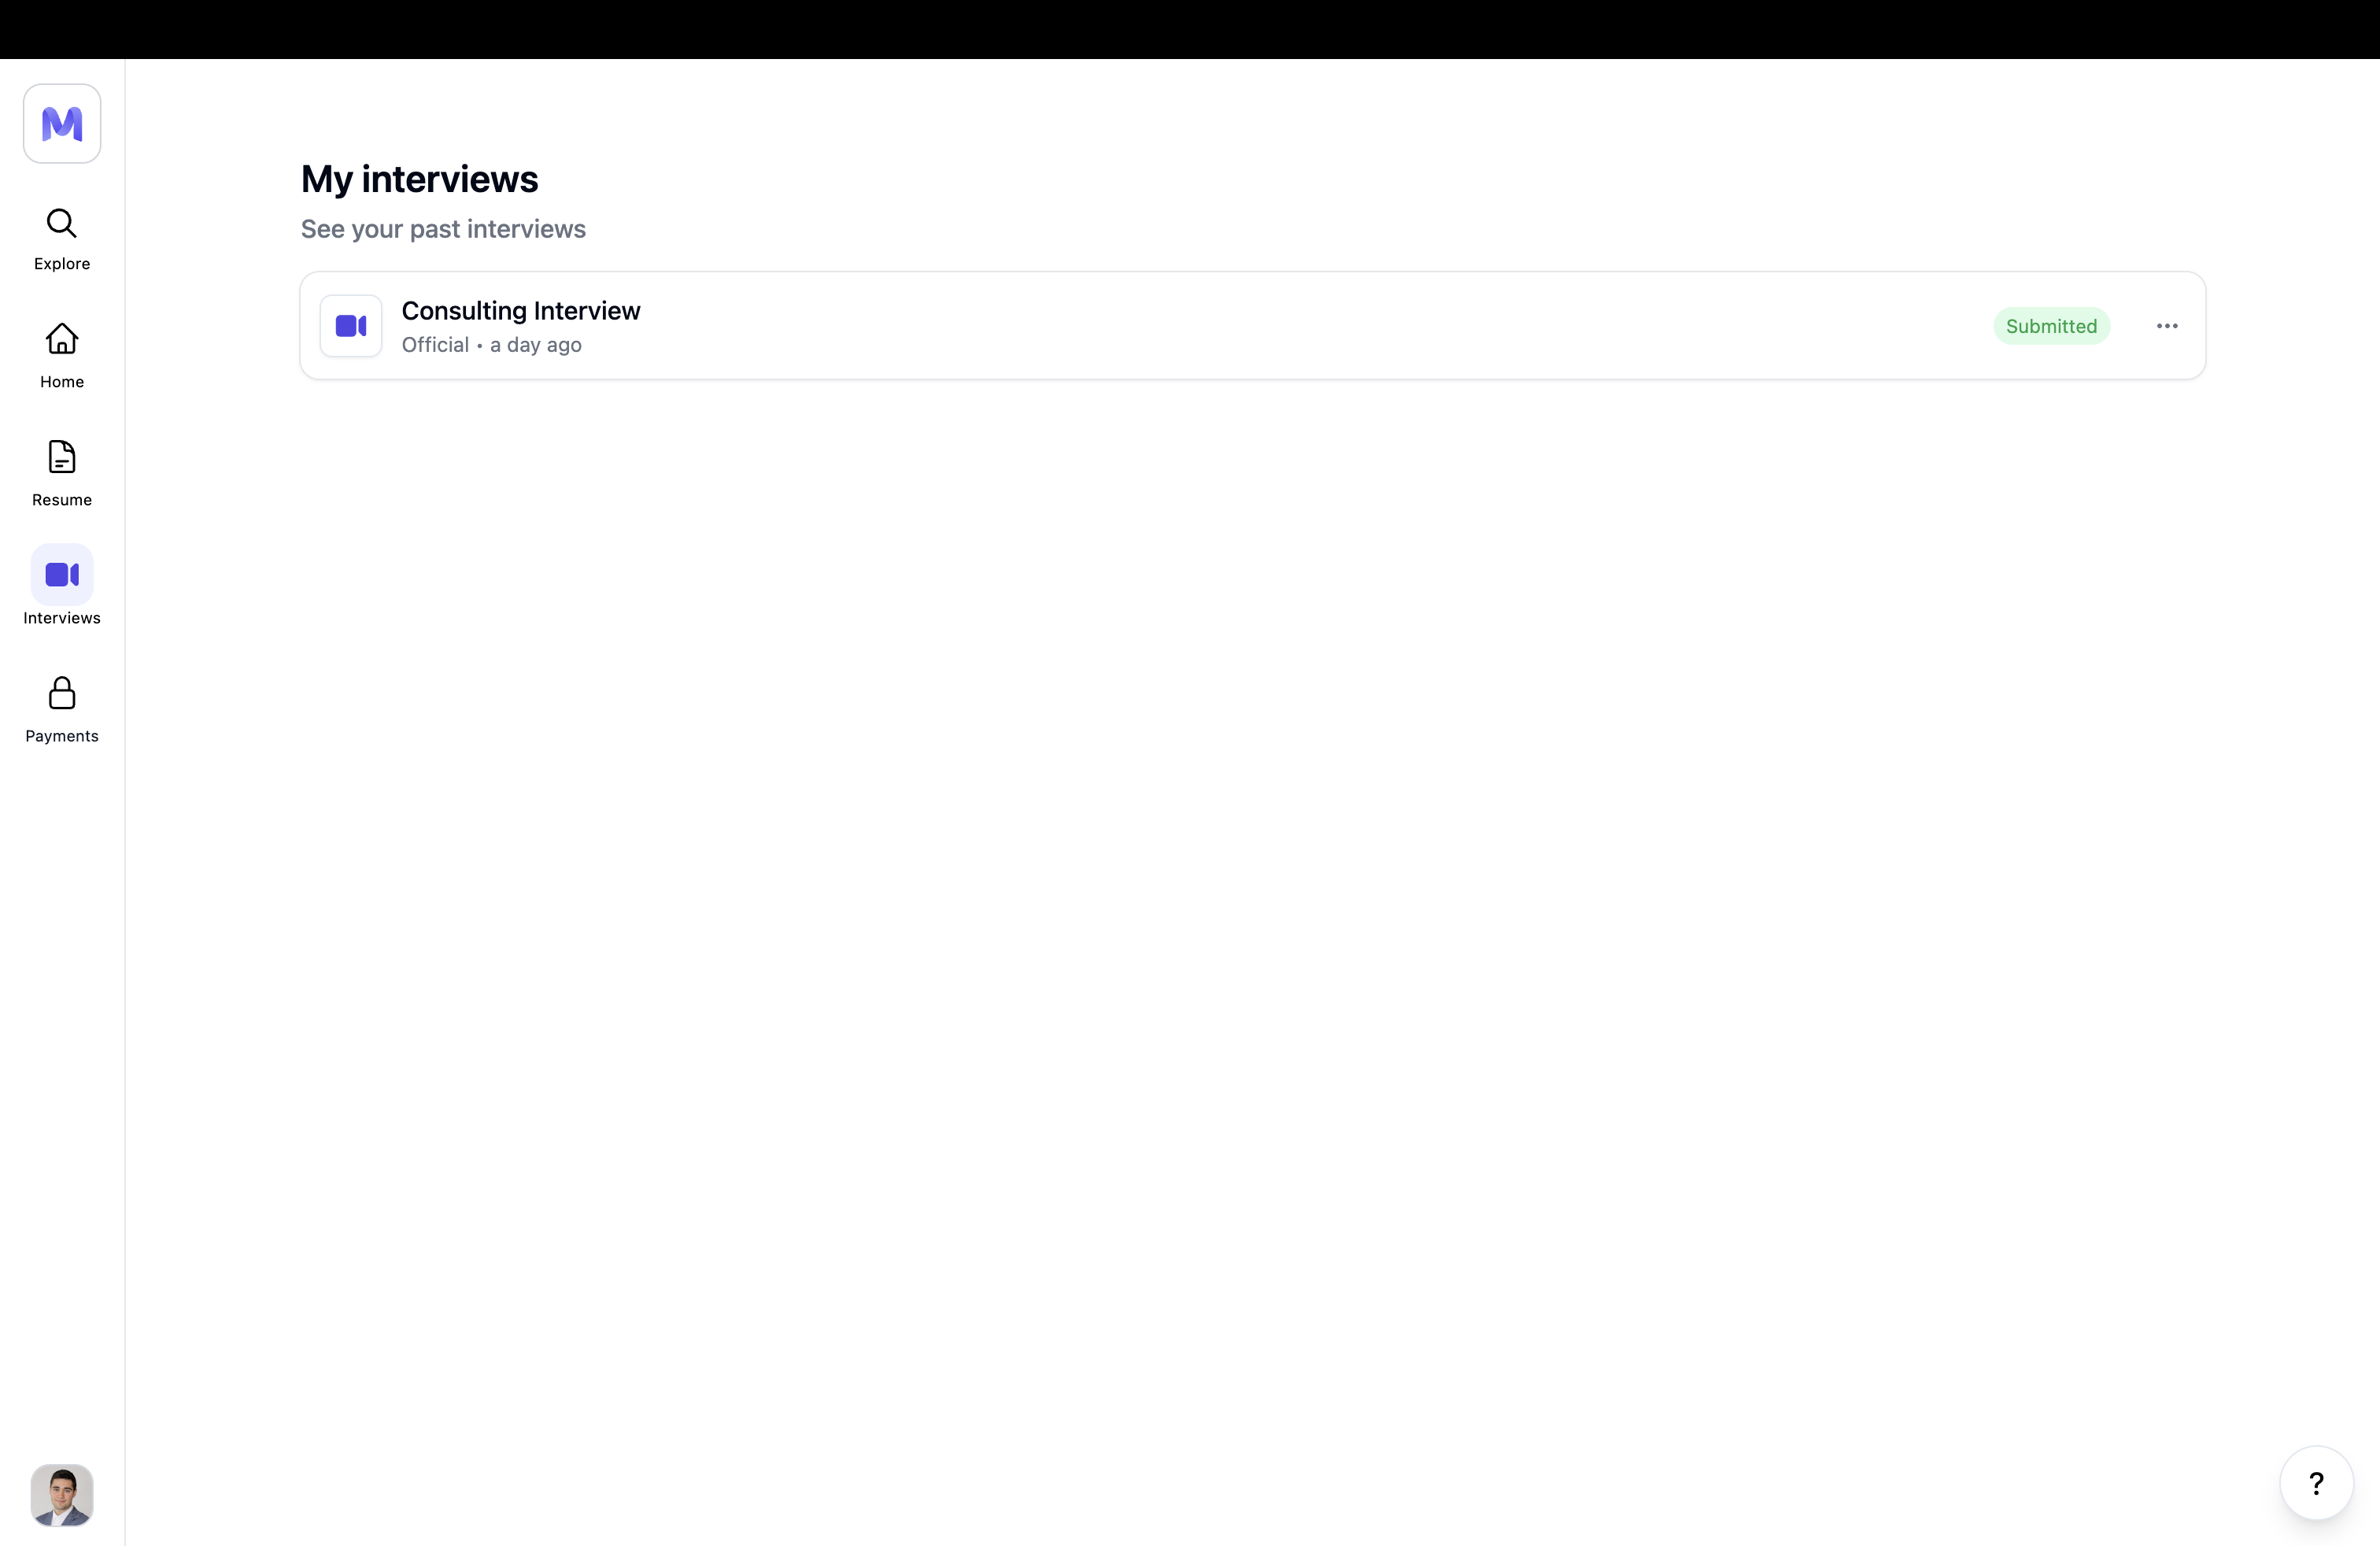 M
Explore
Home
Resume
Interviews
Payments
My interviews
See your past interviews
Consulting Interview
Official • a day ago
Submitted
?